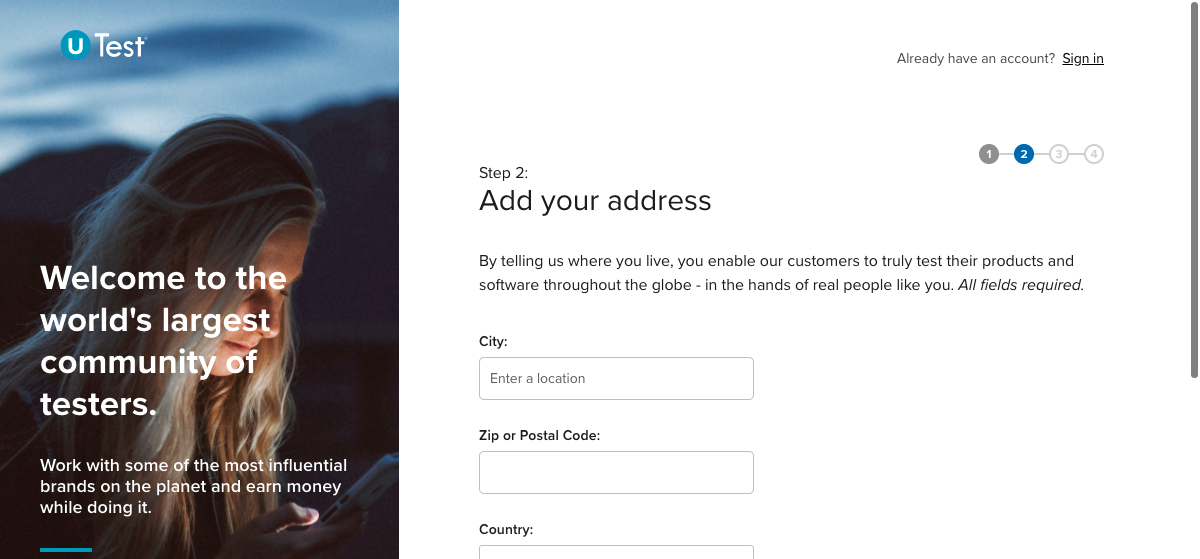 U Test
Already have an account? Sign in
1 2 3 4
Step 2:
Add your address
By telling us where you live, you enable our customers to truly test their products and
software throughout the globe - in the hands of real people like you. All fields required.
City:
Enter a location
Zip or Postal Code:
Country:
Welcome to the
world's largest
community of
testers.
Work with some of the most influential
brands on the planet and earn money
while doing it.